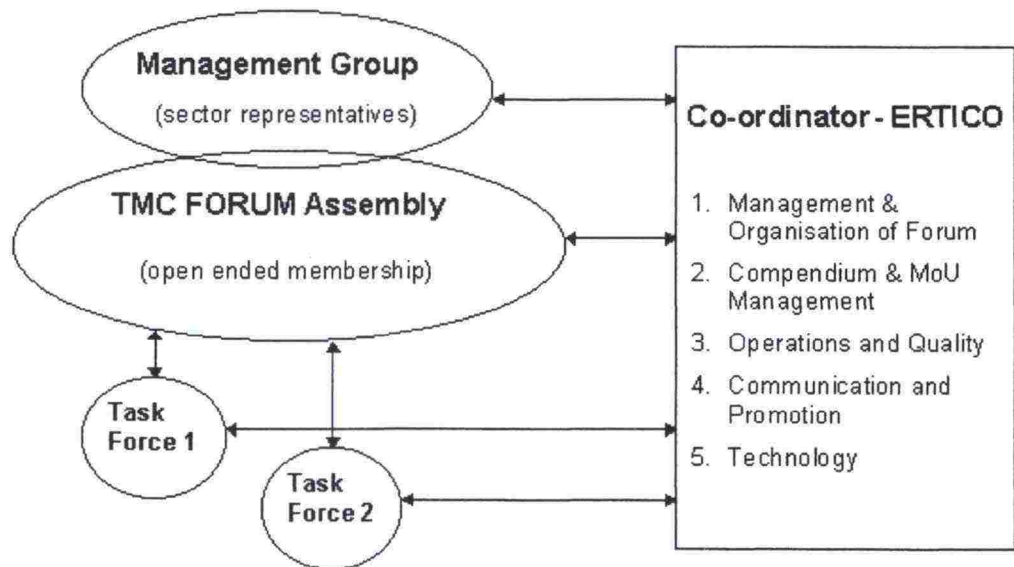 Management Group
(sector representatives)
TMC FORUM Assembly
(open ended membership)
Task
Force 1
Task
Force 2
Co-ordinator - ERTICO
1. Management &
Organisation of Forum
2. Compendium & MoU
Management
3. Operations and Quality
4. Communication and
Promotion
5. Technology